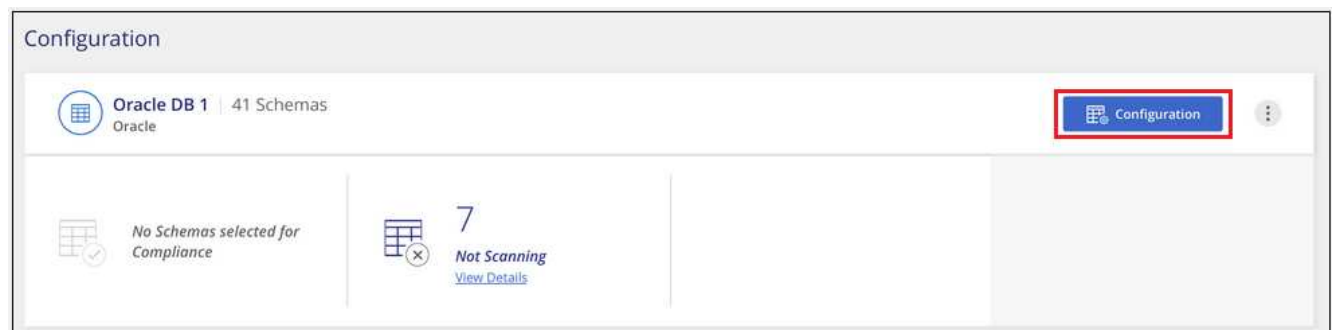 Configuration
Oracle DB 1 | 41 Schemas
Oracle
Configuration
No Schemas selected for
Compliance
7
Not Scanning
View Details